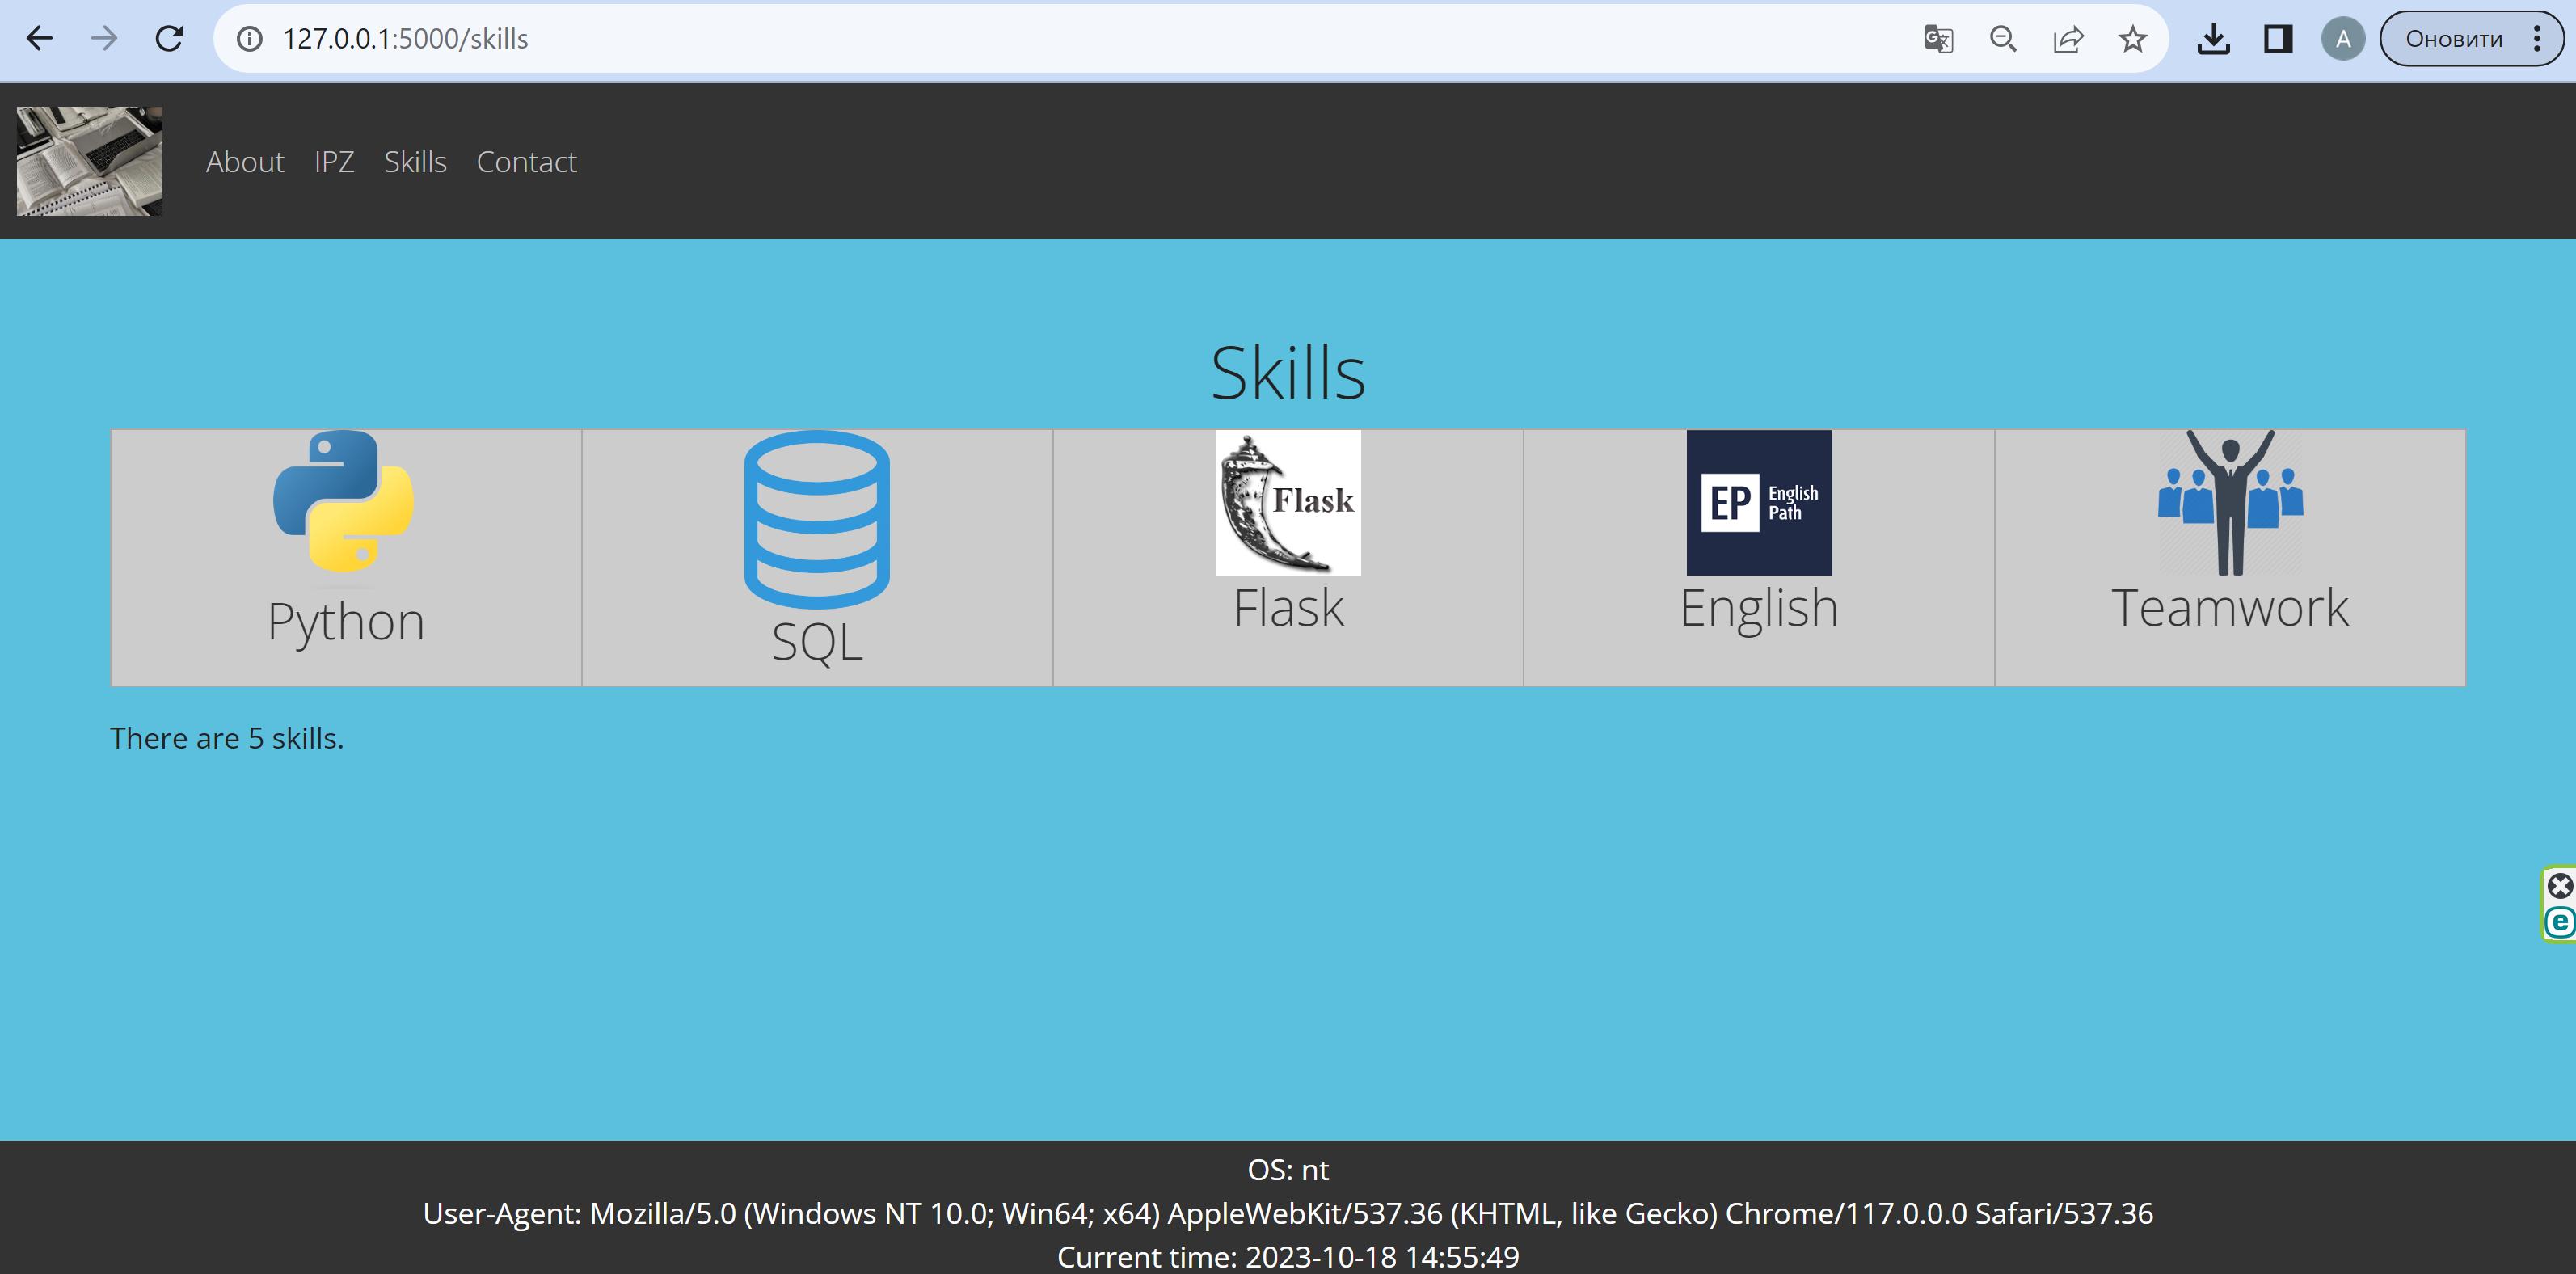 127.0.0.1:5000/skills
A
Оновити
About IPZ Skills Contact
Skills
Flask
EP English Path
Python
SQL
Flask
English
Teamwork
There are 5 skills.
e
OS: nt
User-Agent: Mozilla/5.0 (Windows NT 10.0; Win64; x64) AppleWebKit/537.36 (KHTML, like Gecko) Chrome/117.0.0.0 Safari/537.36
Current time: 2023-10-18 14:55:49